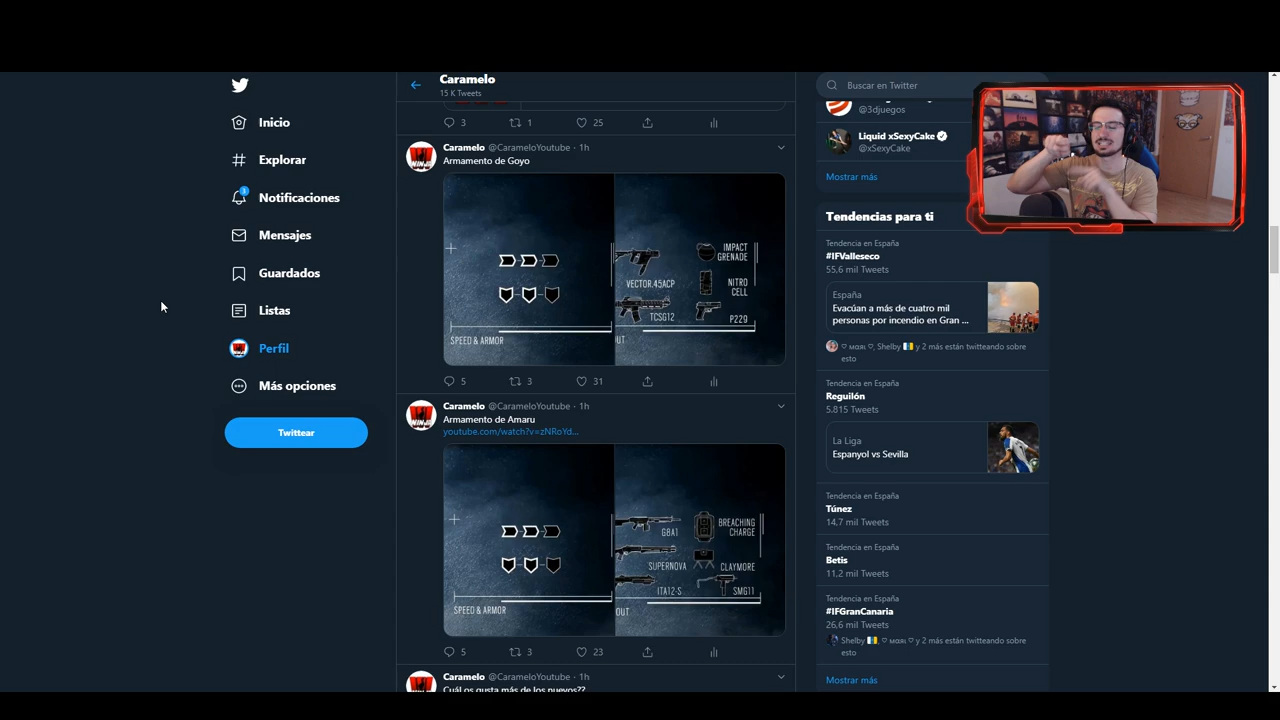 Inicio
Explorar
3
Notificaciones
Mensajes
Guardados
Listas
Perfil
Más opciones
Twittear
Caramelo
15 K Tweets
3
1
25
Caramelo @CarameloYoutube · 1h
Armamento de Goyo
IMPACT
GRENADE
VECTOR.45ACP
NITRO
CELL
TCSG12
P229
SPEED & ARMOR
UT
5
3
31
Caramelo @CarameloYoutube · 1h
Armamento de Amaru
youtube.com/watch?v=zNRoYd...
G8A1
BREACHING
CHARGE
SUPERNOVA
CLAYMORE
ITA12-S
SMG11
SPEED & ARMOR
OUT
5
3
23
Caramelo @CarameloYoutube · 1h
Cuál os gusta más de los nuevos??
Buscar en Twitter
@3djuegos
Liquid xSexyCake
@xSexyCake
Mostrar más
Tendencias para ti
Tendencia en España
#IFValleseco
55,6 mil Tweets
España
Evacúan a más de cuatro mil
personas por incendio en Gran ...
♡ ᴍᴀʀɪ ♡, Shelby 🇮🇨 y 2 más están twitteando sobre
esto
Tendencia en España
Reguilón
5.815 Tweets
La Liga
Espanyol vs Sevilla
Tendencia en España
Túnez
14,7 mil Tweets
Tendencia en España
Betis
11,2 mil Tweets
Tendencia en España
#IFGranCanaria
26,6 mil Tweets
Shelby 🇮🇨, ♡ ᴍᴀʀɪ ♡ y 2 más están twitteando sobre
esto
Mostrar más